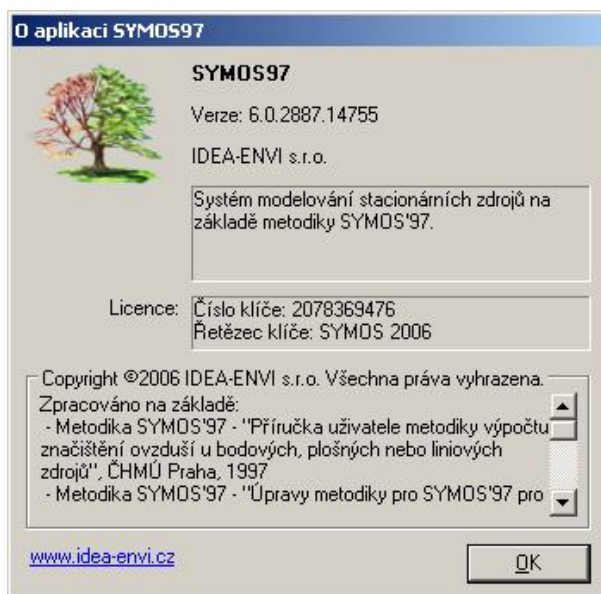 O aplikaci SYMOS97
SYMOS97
Verze: 6.0.2887.14755
IDEA-ENVI s.r.o.
Systém modelování stacionárních zdrojů na
základě metodiky SYMOS'97.
Licence:
Číslo klíče: 2078369476
Řetězec klíče: SYMOS 2006
Copyright ©2006 IDEA-ENVI s.r.o. Všechna práva vyhrazena.
Zpracováno na základě:
- Metodika SYMOS'97 - "Příručka uživatele metodiky výpočtu
značištění ovzduší u bodových, plošných nebo liniových
zdrojů", ČHMÚ Praha, 1997
- Metodika SYMOS'97 - "Úpravy metodiky pro SYMOS'97 pro
www.idea-envi.cz
OK